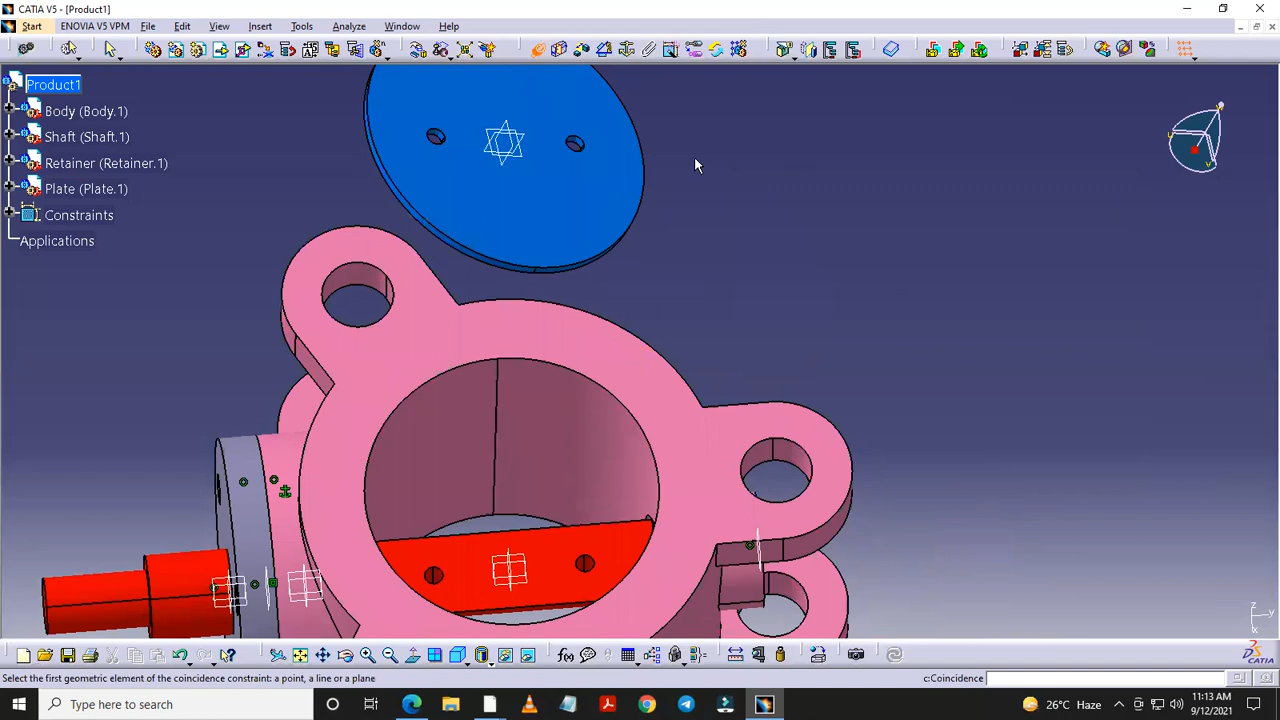 CATIA V5 - [Product1]
Start ENOVIA V5 VPM File Edit View Insert Tools Analyze Window Help
Product1
Body (Body.1)
Shaft (Shaft.1)
Retainer (Retainer.1)
Plate (Plate.1)
Constraints
Applications
Select the first geometric element of the coincidence constraint: a point, a line or a plane. c:Coincidence
Type here to search
26°C Haze
11:13 AM
9/12/2021